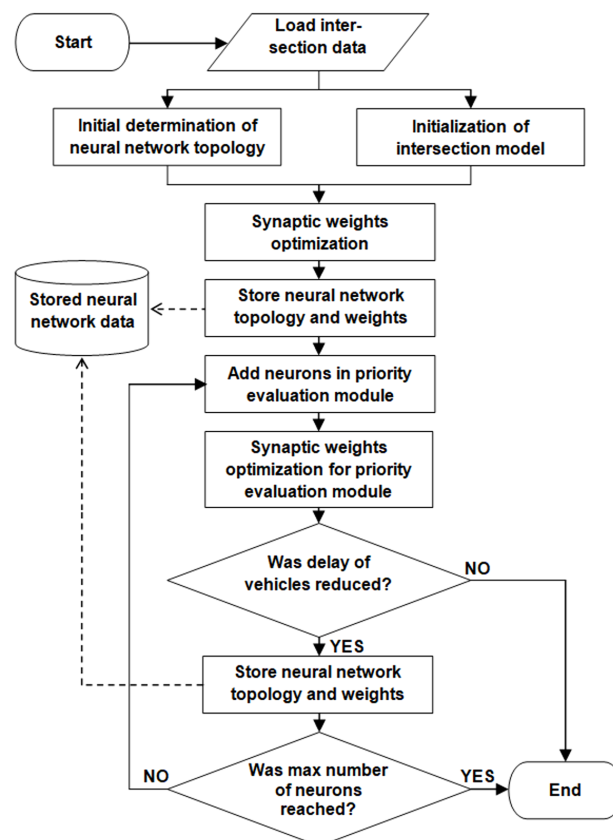 Start
Load inter-
section data
Initial determination of
neural network topology
Initialization of
intersection model
Synaptic weights
optimization
Stored neural
network data
Store neural network
topology and weights
Add neurons in priority
evaluation module
Synaptic weights
optimization for priority
evaluation module
Was delay of
vehicles reduced?
NO
YES
Store neural network
topology and weights
NO
Was max number
of neurons
reached?
YES
End